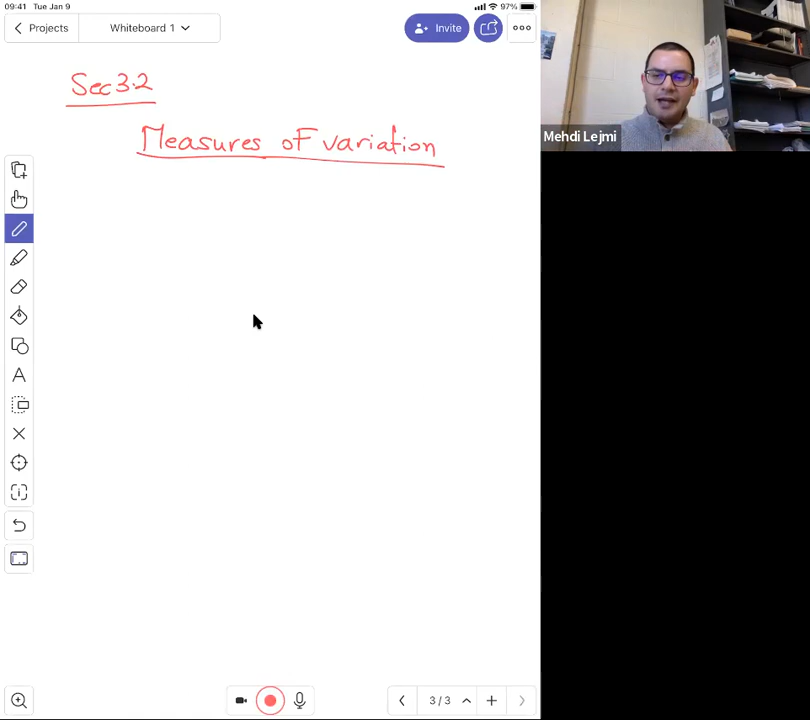 09:41 Tue Jan 9
97%
Projects
Whiteboard 1
Invite
Sec 3.2
Measures of variation
Mehdi Lejmi
A
3 / 3